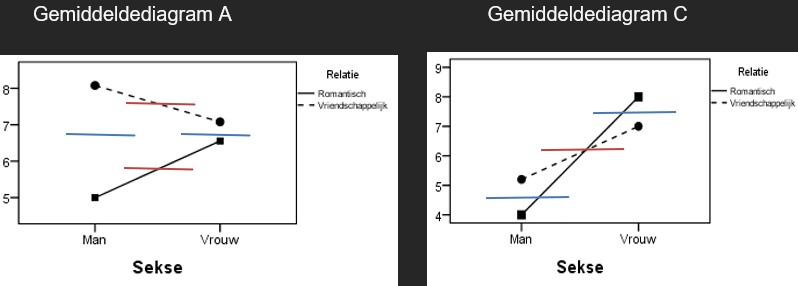 Gemiddeldediagram A
8
7
6
5
Man
Vrouw
Sekse
Relatie
Romantisch
Vriendschappelijk
Gemiddeldediagram C
9
8
7
6
5
4
Man
Vrouw
Sekse
Relatie
Romantisch
Vriendschappelijk